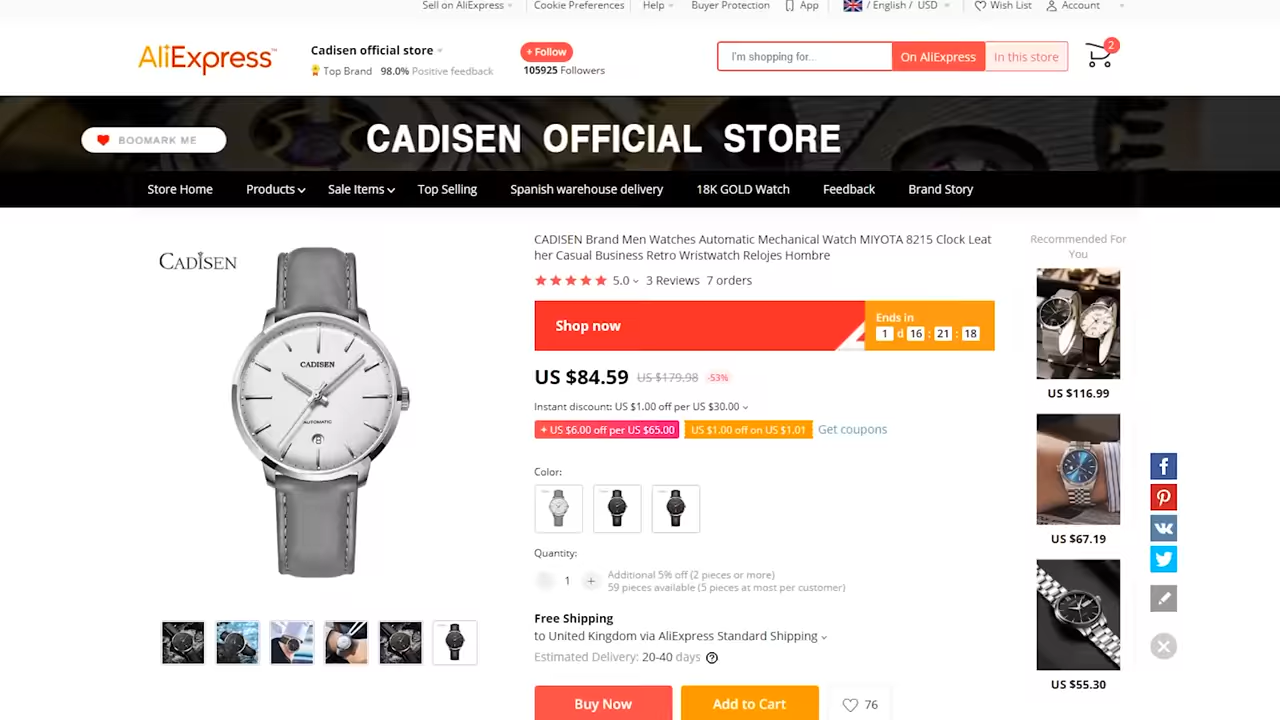 Sell on AliExpress
Cookie Preferences
Help
Buyer Protection
App
/ English / USD
Wish List
Account
AliExpress™
Cadisen official store
Top Brand 98.0% Positive feedback
+ Follow
105925 Followers
I'm shopping for...
On AliExpress
In this store
2
BOOMARK ME
CADISEN OFFICIAL STORE
Store Home
Products
Sale Items
Top Selling
Spanish warehouse delivery
18K GOLD Watch
Feedback
Brand Story
CADISEN
CADISEN
AUTOMATIC
CADISEN Brand Men Watches Automatic Mechanical Watch MIYOTA 8215 Clock Leat
her Casual Business Retro Wristwatch Relojes Hombre
5.0 3 Reviews 7 orders
Shop now
Ends in
1 d 16 : 21 : 18
US $84.59 US $179.98 -53%
Instant discount: US $1.00 off per US $30.00
+ US $6.00 off per US $65.00
US $1.00 off on US $1.01
Get coupons
Color:
Quantity:
1 +
Additional 5% off (2 pieces or more)
59 pieces available (5 pieces at most per customer)
Free Shipping
to United Kingdom via AliExpress Standard Shipping
Estimated Delivery: 20-40 days ?
Buy Now
Add to Cart
76
Recommended For
You
US $116.99
US $67.19
US $55.30